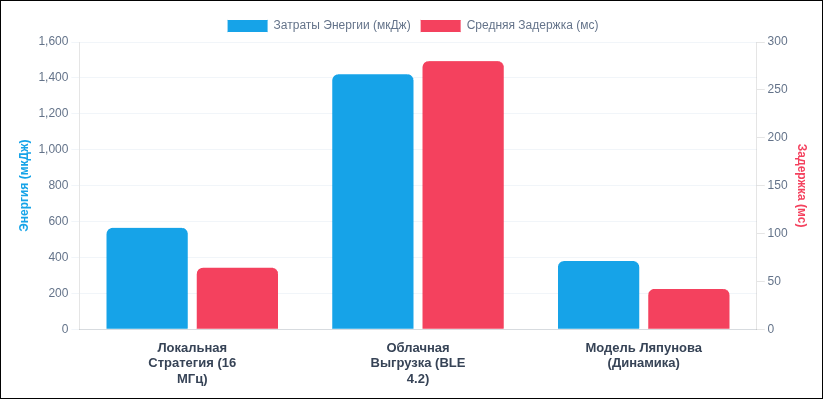 Затраты Энергии (мкДж) Средняя Задержка (мс)
1,600
1,400
1,200
1,000
800
600
400
200
0
Энергия (мкДж)
300
250
200
150
100
50
0
Задержка (мс)
Локальная
Стратегия (16
МГц)
Облачная
Выгрузка (BLE
4.2)
Модель Ляпунова
(Динамика)